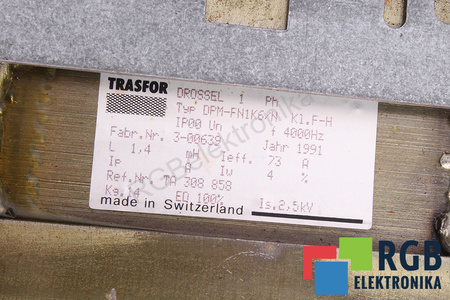 TRASFOR
DROSSEL 1 Ph
Typ DPM-FN1K6/N Kl.F-H
IP00 Un f 4000Hz
Fabr.Nr. 3-00639 Jahr 1991
L 1,4 mH Ieff. 73 A
Ip A Iw 4 %
Ref.Nr. TA 308 858
Kg.14 ED 100% Is.2,5kV
made in Switzerland
RGBelektronika
RGB
ELEKTRONIKA